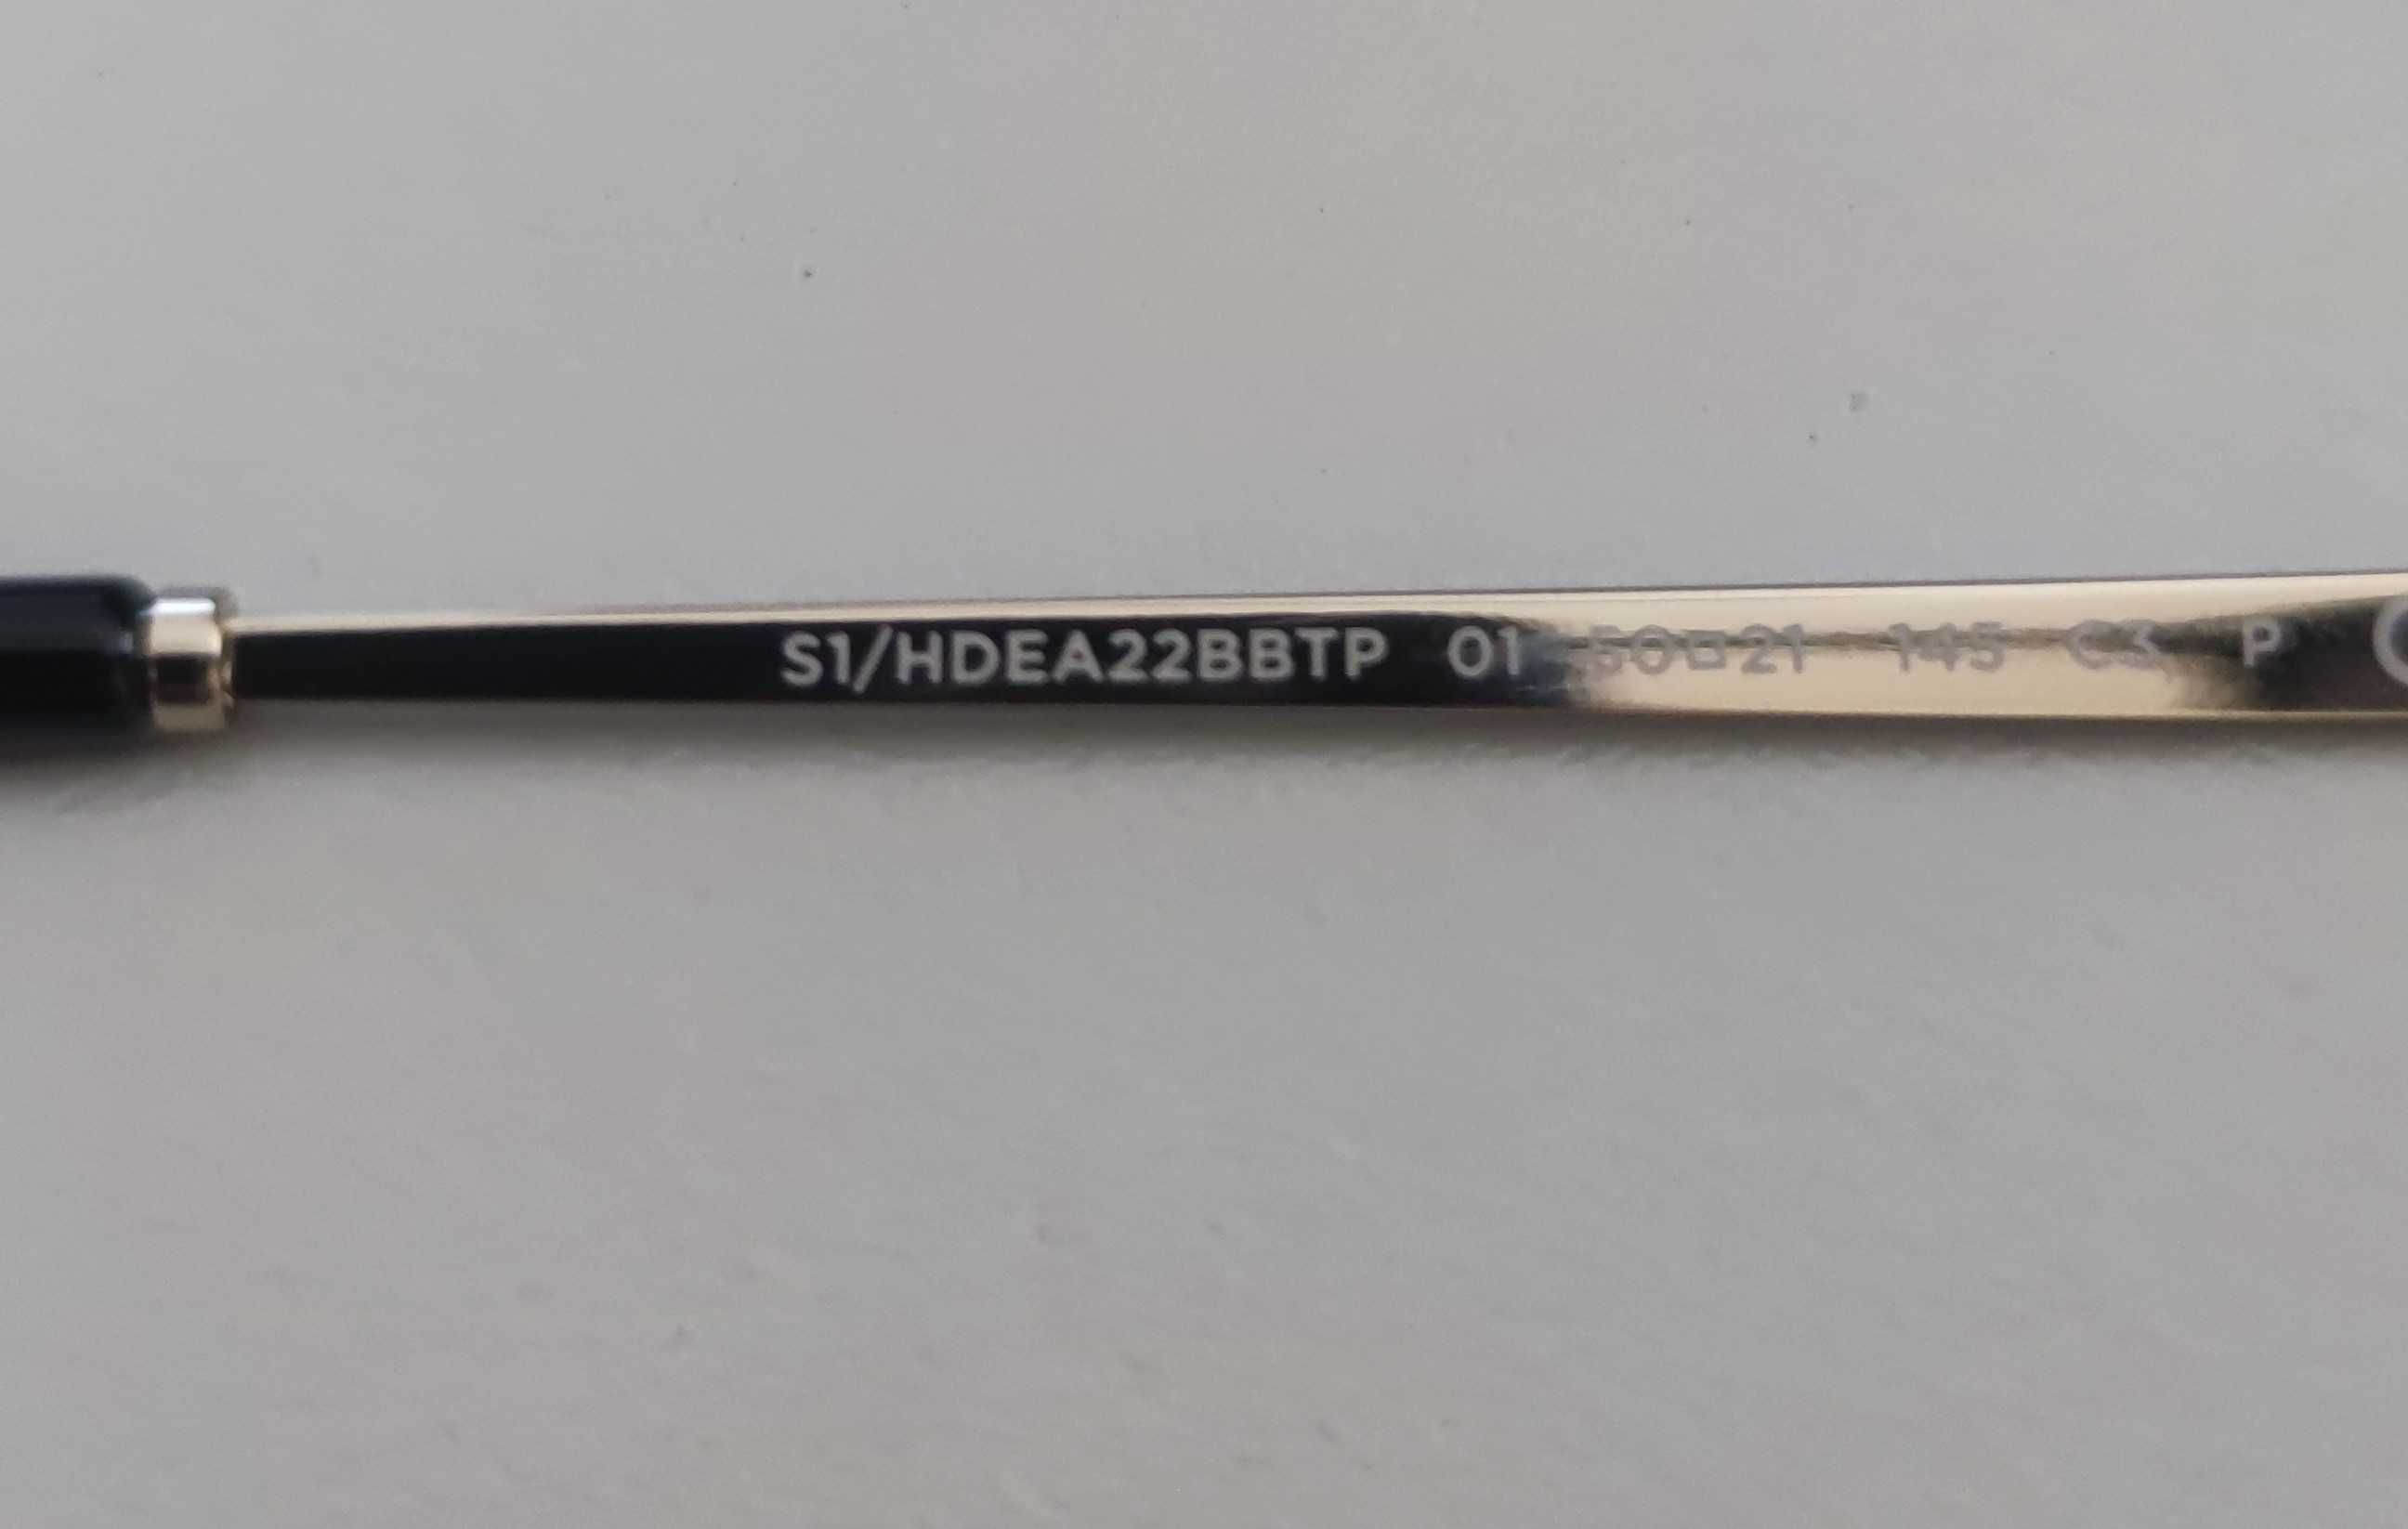 S1/HDEA22BBTP 01 50□21 145 C3 P